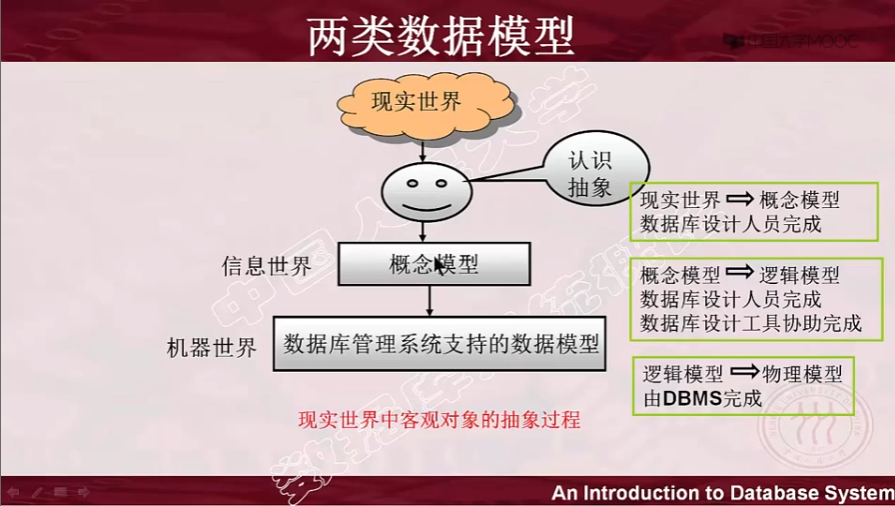 两类数据模型
中国大学MOOC
现实世界
认识
抽象
现实世界 ⇨ 概念模型
数据库设计人员完成
信息世界
概念模型
概念模型 ⇨ 逻辑模型
数据库设计人员完成
数据库设计工具协助完成
机器世界
数据库管理系统支持的数据模型
逻辑模型 ⇨ 物理模型
由DBMS完成
现实世界中客观对象的抽象过程
An Introduction to Database System